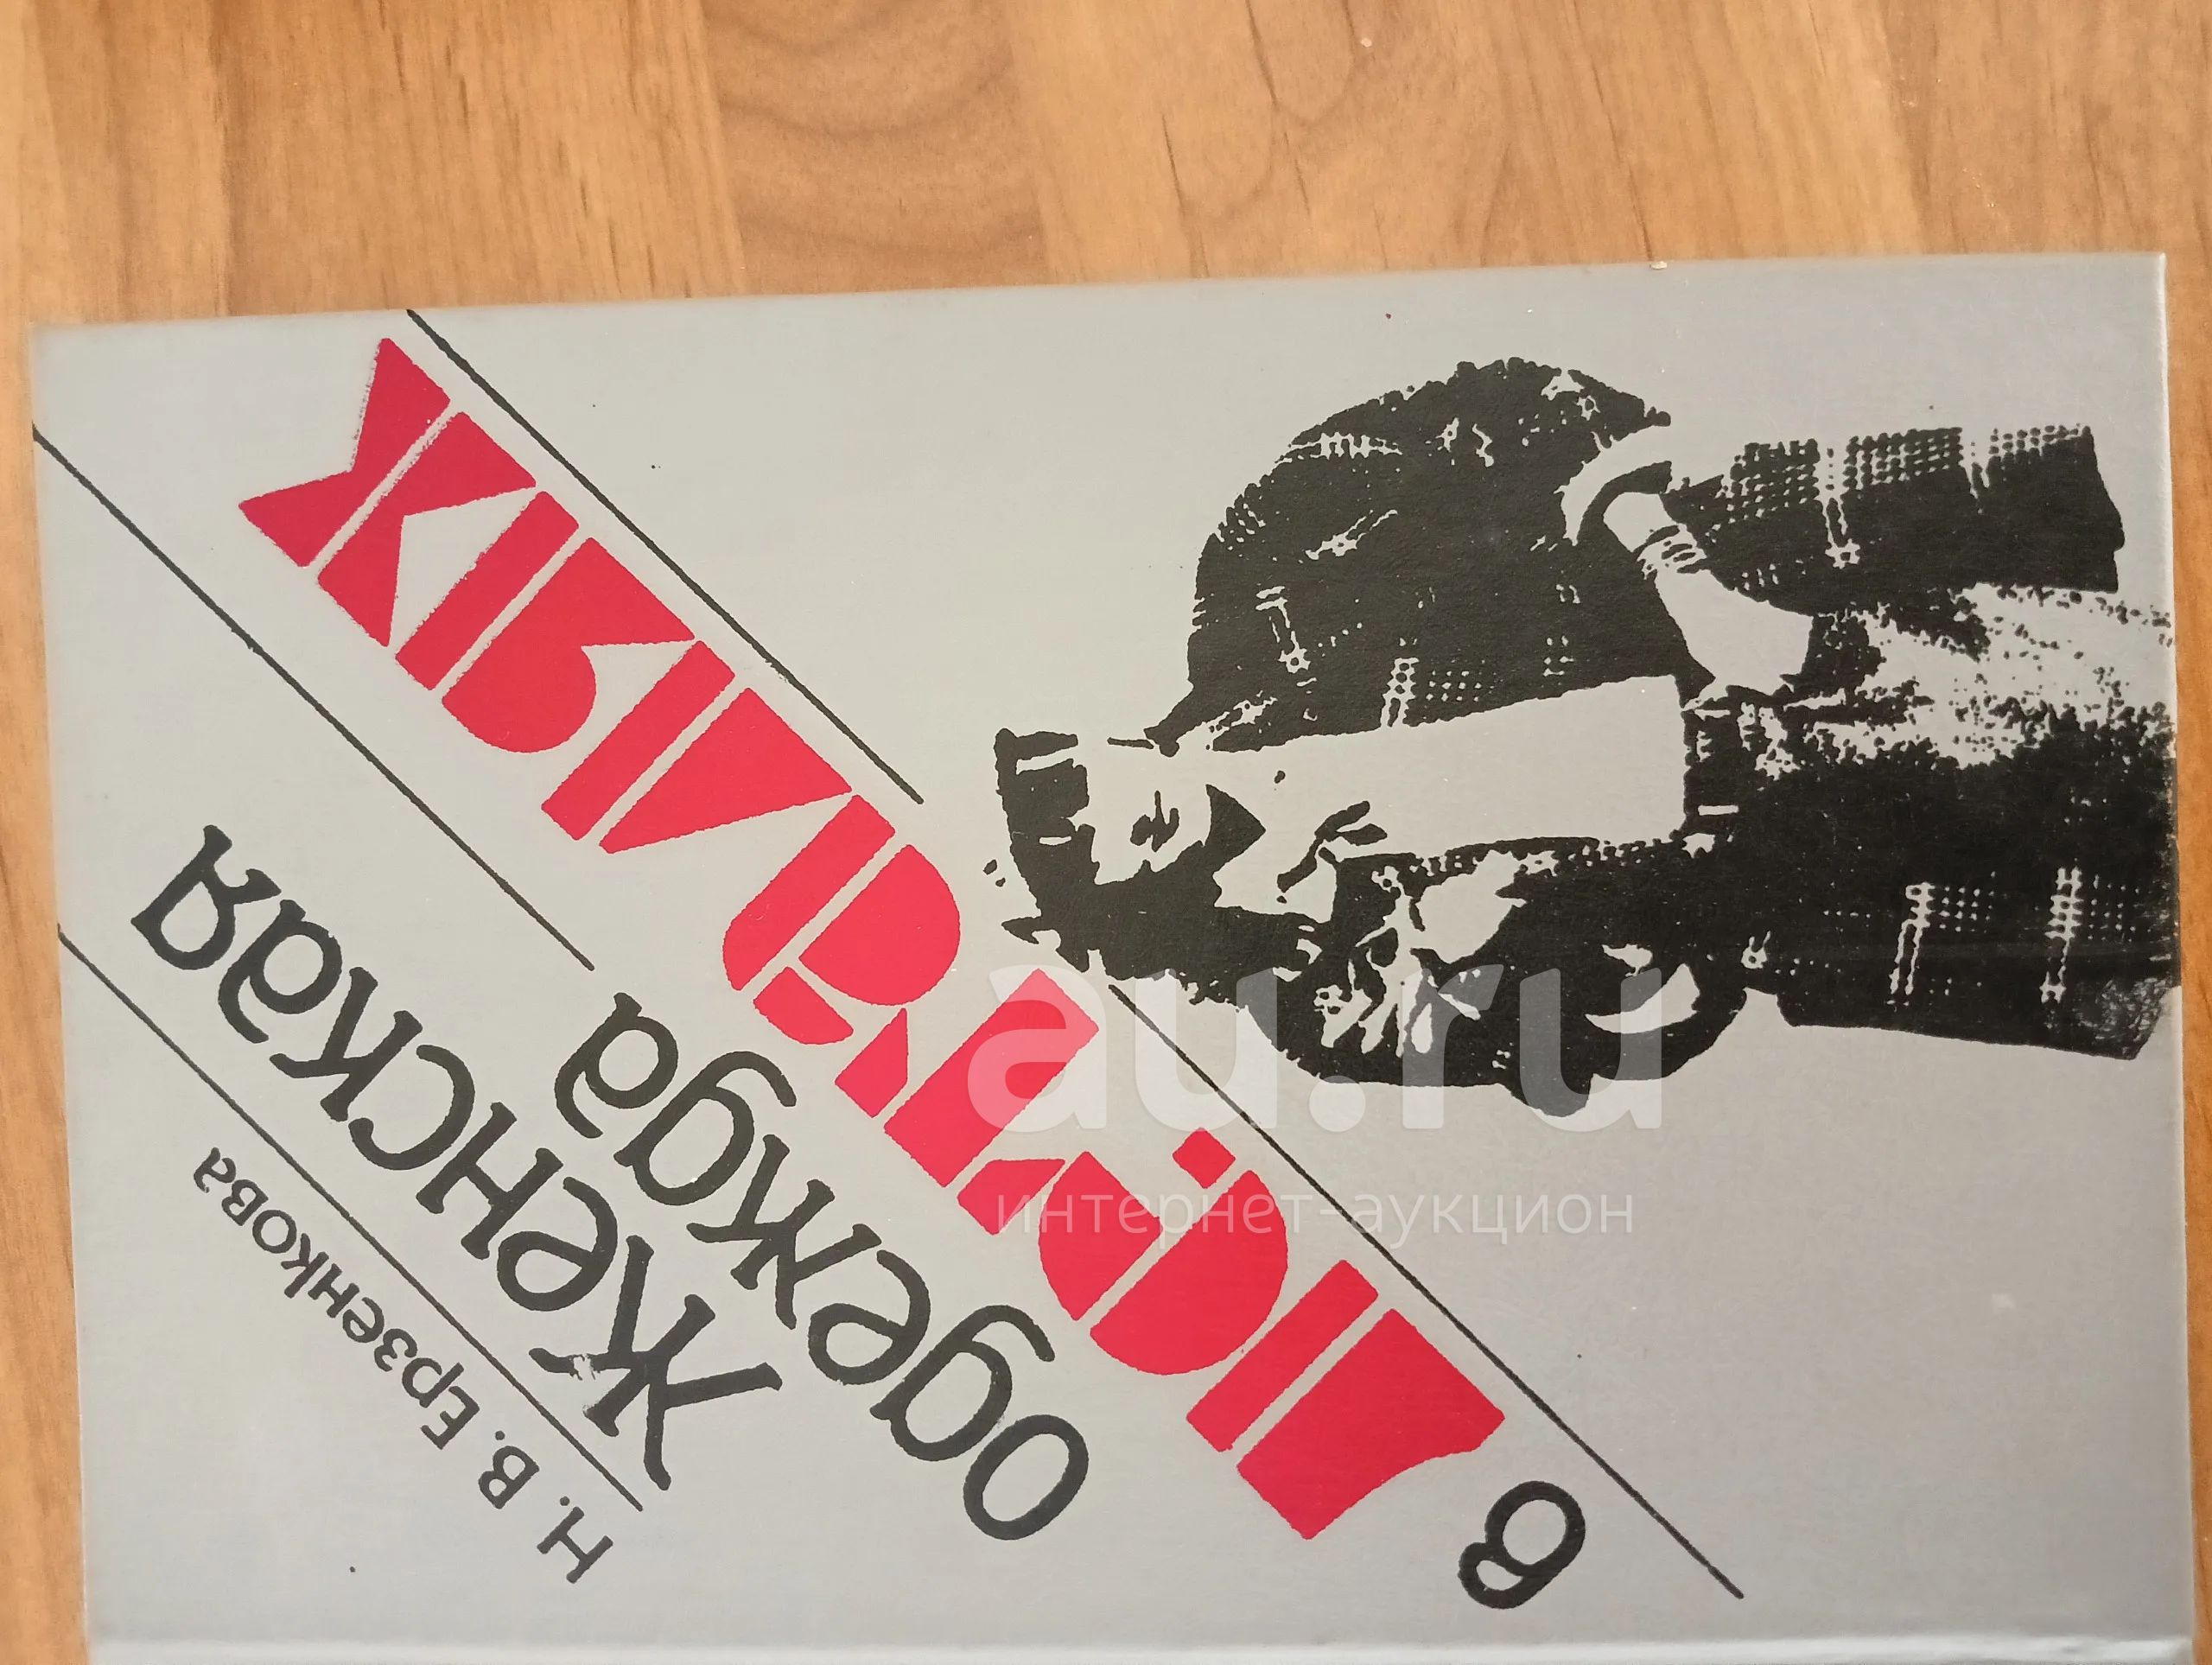 Н. В. Ерзенкова
Женская
одежда
в ДЕТАЛЯХ
au.ru
интернет-аукцион